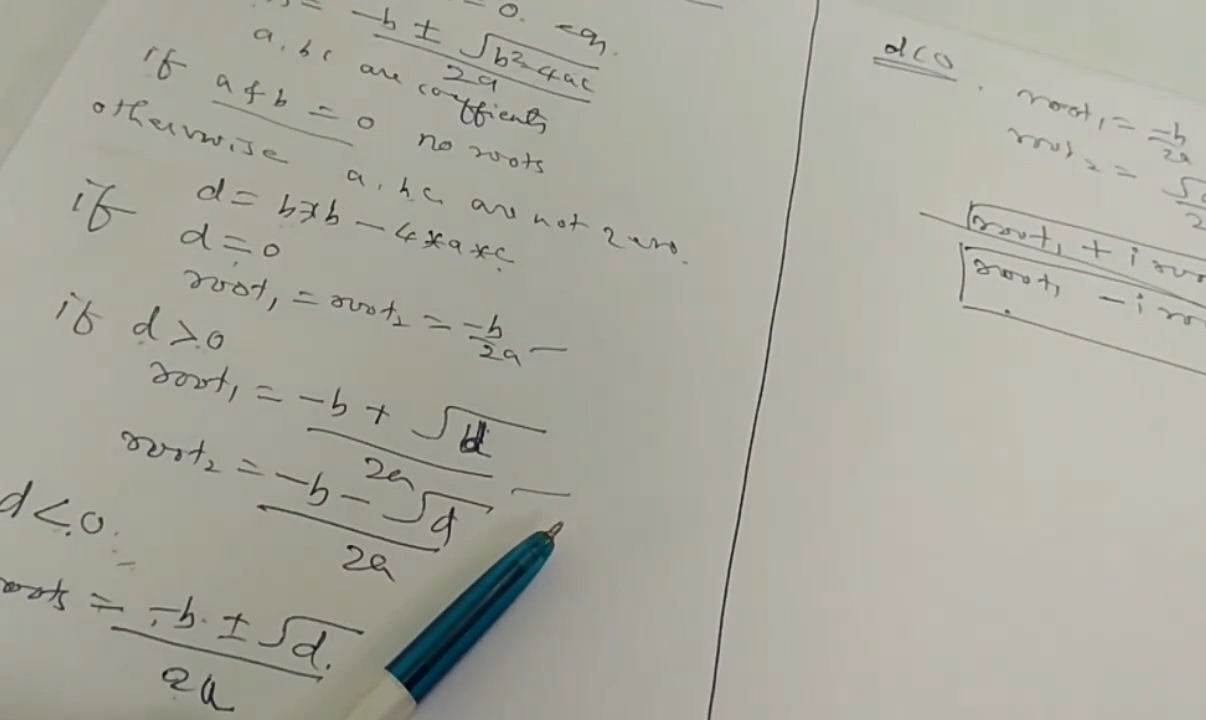 = 0.
= -b ± √b²-4ac
2a
a, b c are coefficients
if a & b = 0 no roots
otherwise a, b, c, are not zero.
d = b*b - 4*a*c
if d = 0
root₁ = root₂ = -b/2a
if d > 0
root₁ = -b + √d
2a
root₂ = -b - √d
2a
d < 0.
roots = -b ± √d.
2a
d<0.
root₁ = -b/2a
root₂ =
root₁ + i
root₁ - i